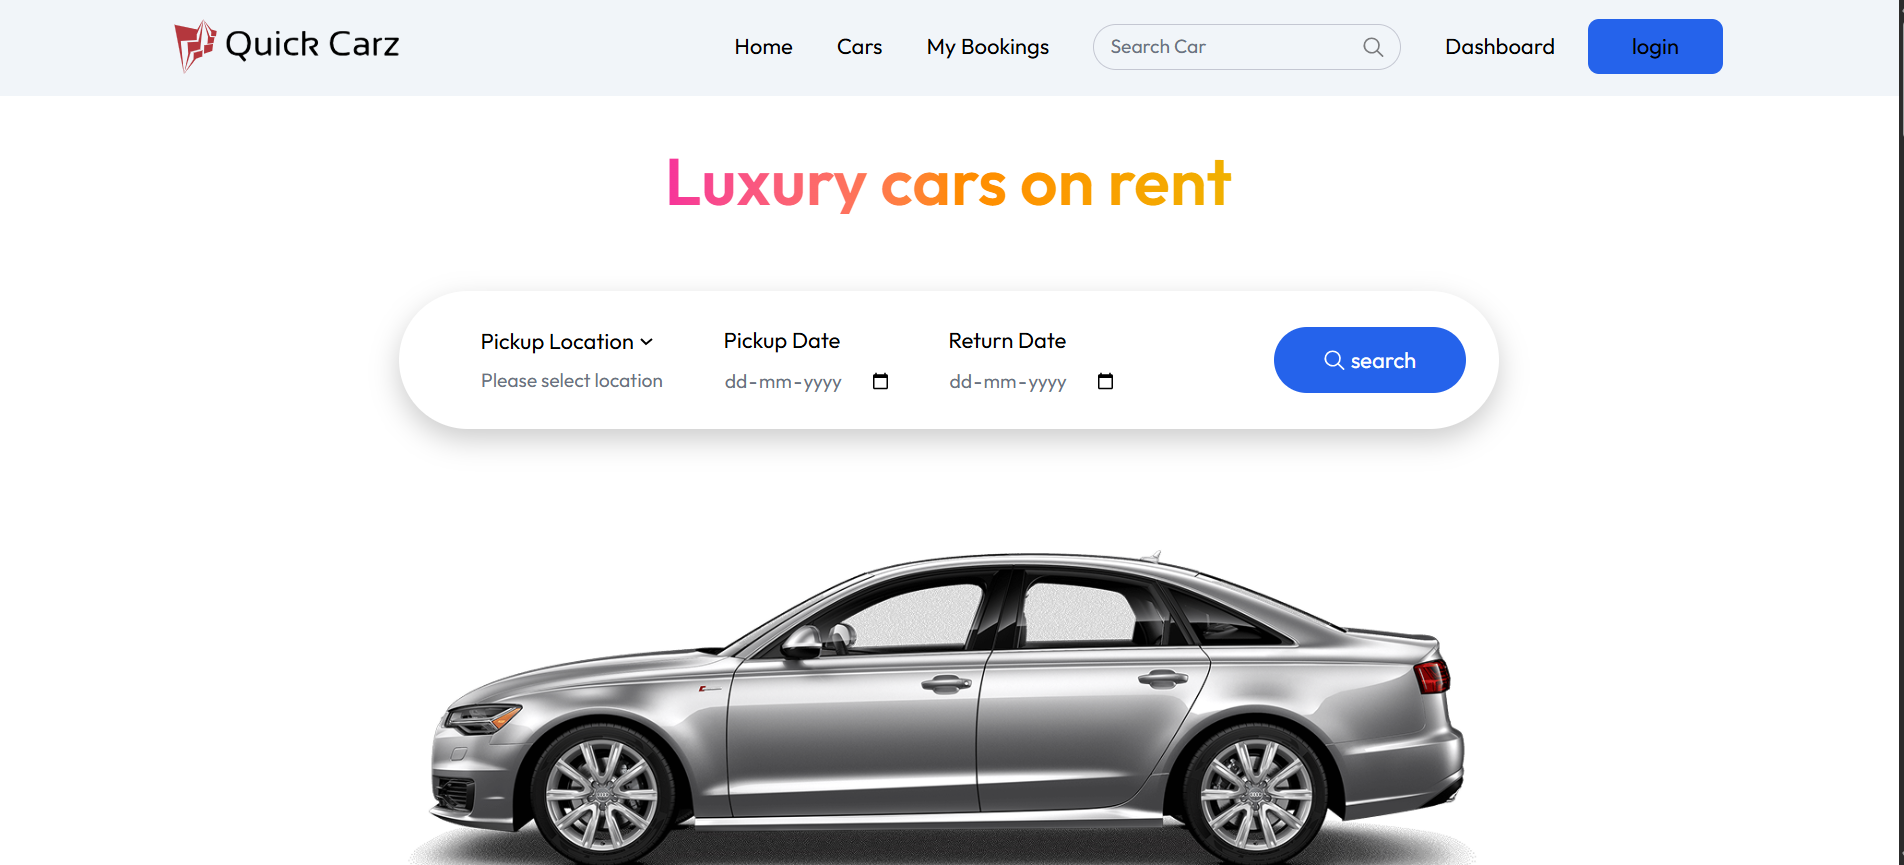 Quick Carz
Home Cars My Bookings Search Car Dashboard login
Luxury cars on rent
Pickup Location Pickup Date Return Date
Please select location dd-mm-yyyy dd-mm-yyyy
search